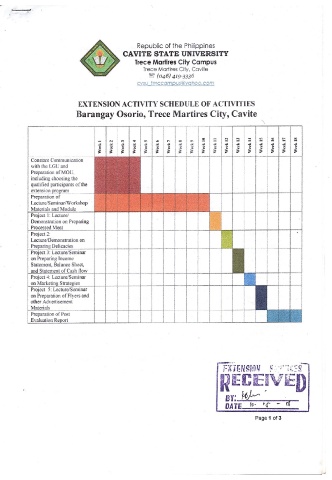 Republic of the Philippines
CAVITE STATE UNIVERSITY
Trece Martires City Campus
Trece Martires City, Cavite
cvsu_tmccampus@yahoo.com
EXTENSION ACTIVITY SCHEDULE OF ACTIVITIES
Barangay Osorio, Trece Martires City, Cavite
Week 1
Week 2
Week 3
Week 4
Week 5
Week 6
Week 7
Week 8
Week 9
Week 10
Week 11
Week 12
Week 13
Week 14
Week 15
Week 16
Week 17
Week 18
Constant Communication
with the LGU and
Preparation of MOU
including choosing the
qualified participants of the
extension program
Preparation of
Lecture/Seminar/Workshop
Materials and Module
Project 1: Lecture/
Demonstration on Preparing
Processed Meat
Project 2:
Lecture/Demonstration on
Preparing Delicacies
Project 3: Lecture/Seminar
on Preparing Income
Statement, Balance Sheet,
and Statement of Cash flow
Project 4: Lecture/Seminar
on Marketing Strategies
Project 5: Lecture/Seminar
on Preparation of Flyers and
other Advertisement
Materials
Preparation of Post
Evaluation Report
EXTENSION SERVICES
RECEIVED
BY:
DATE
Page 1 of 3